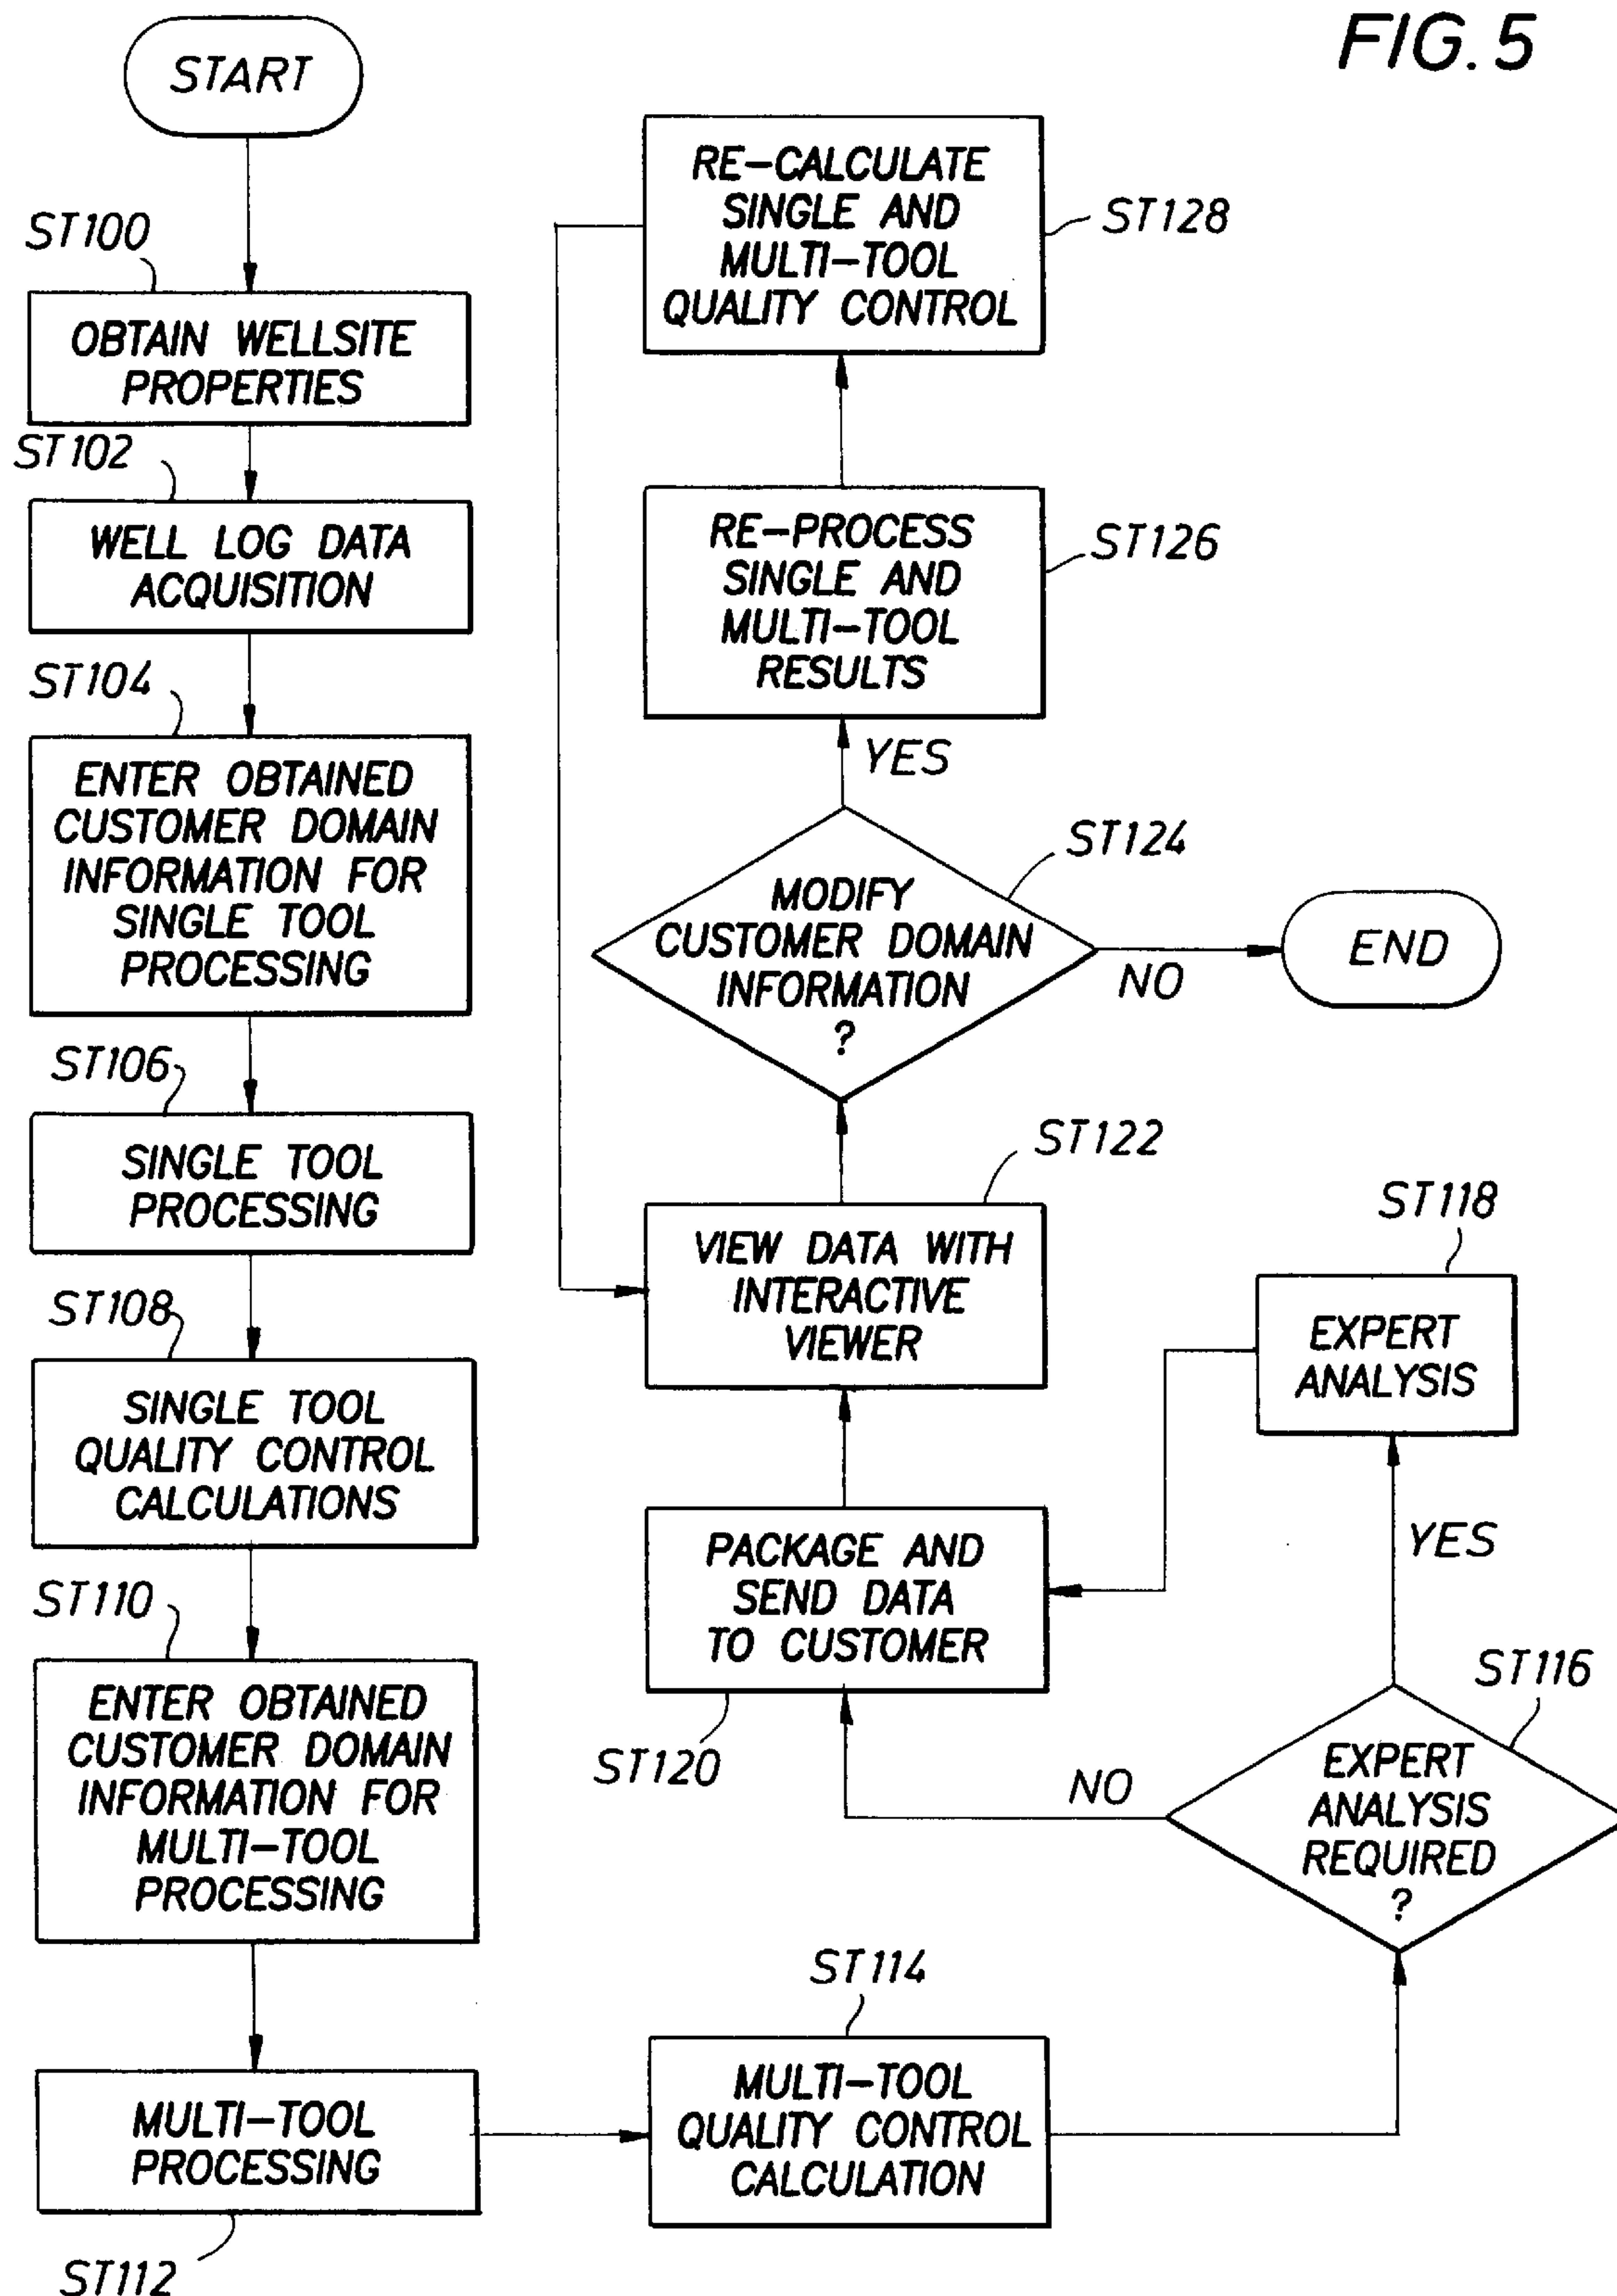 FIG. 5
START
ST100
OBTAIN WELLSITE
PROPERTIES
ST102
WELL LOG DATA
ACQUISITION
ST104
ENTER OBTAINED
CUSTOMER DOMAIN
INFORMATION FOR
SINGLE TOOL
PROCESSING
ST106
SINGLE TOOL
PROCESSING
ST108
SINGLE TOOL
QUALITY CONTROL
CALCULATIONS
ST110
ENTER OBTAINED
CUSTOMER DOMAIN
INFORMATION FOR
MULTI-TOOL
PROCESSING
MULTI-TOOL
PROCESSING
ST112
ST114
MULTI-TOOL
QUALITY CONTROL
CALCULATION
ST116
EXPERT
ANALYSIS
REQUIRED
?
YES
NO
ST118
EXPERT
ANALYSIS
PACKAGE AND
SEND DATA
TO CUSTOMER
ST120
ST122
VIEW DATA WITH
INTERACTIVE
VIEWER
ST124
MODIFY
CUSTOMER DOMAIN
INFORMATION
?
NO
END
YES
RE-PROCESS
SINGLE AND
MULTI-TOOL
RESULTS
ST126
RE-CALCULATE
SINGLE AND
MULTI-TOOL
QUALITY CONTROL
ST128